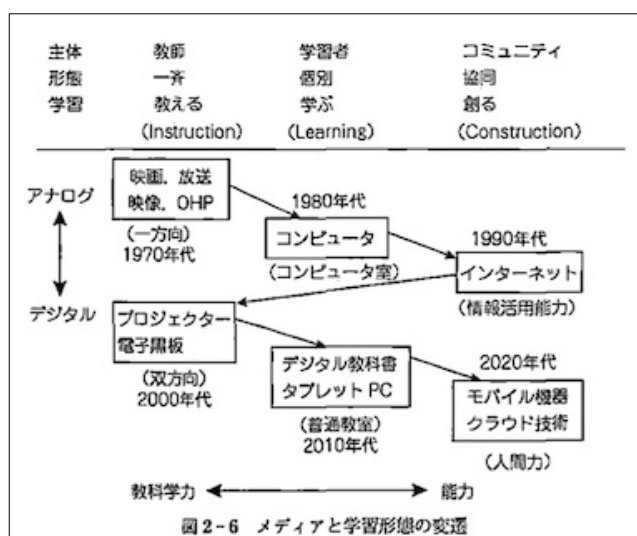 主体 教師 学習者 コミュニティ
形態 一斉 個別 協同
学習 教える 学ぶ 創る
(Instruction) (Learning) (Construction)
アナログ
映画，放送
映像，OHP
(一方向)
1970年代
1980年代
コンピュータ
(コンピュータ室)
1990年代
インターネット
(情報活用能力)
デジタル
プロジェクター
電子黒板
(双方向)
2000年代
デジタル教科書
タブレットPC
(普通教室)
2010年代
2020年代
モバイル機器
クラウド技術
(人間力)
教科学力 能力
図2-6 メディアと学習形態の変遷